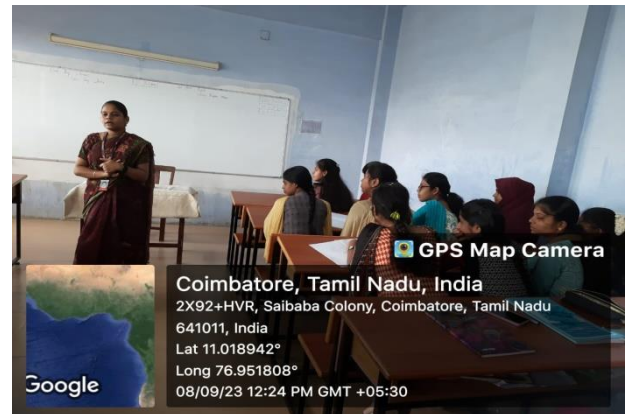 GPS Map Camera
Coimbatore, Tamil Nadu, India
2X92+HVR, Saibaba Colony, Coimbatore, Tamil Nadu
641011, India
Lat 11.018942°
Long 76.951808°
08/09/23 12:24 PM GMT +05:30
Google